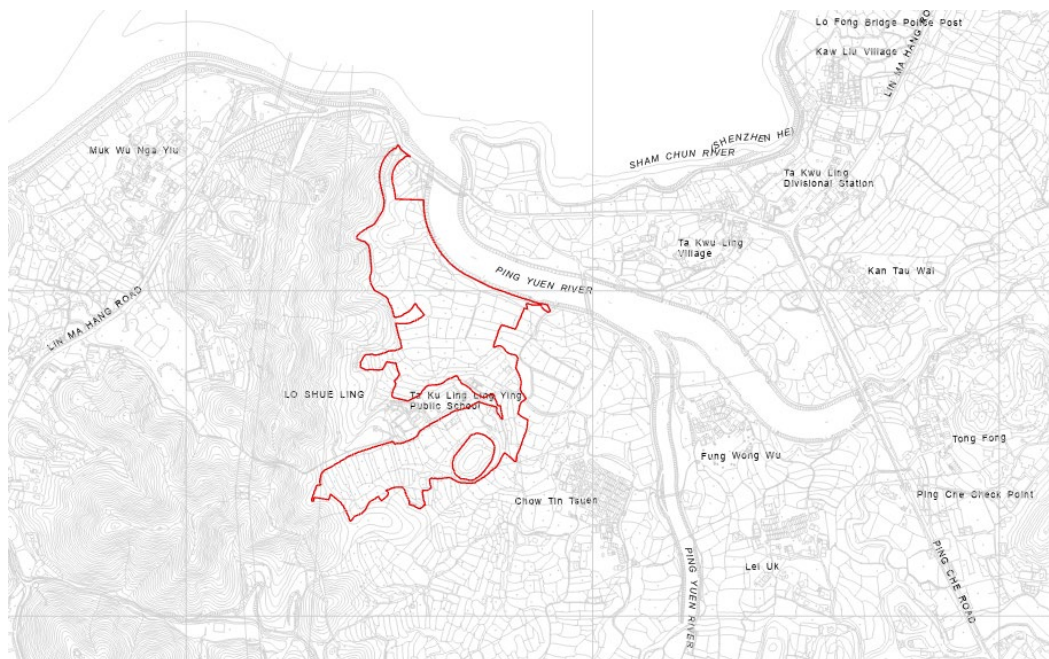 Lo Fong Bridge Police Post
Kaw Liu Village
LIN MA HANG ROAD
(SHENZHEN HE)
SHAM CHUN RIVER
Muk Wu Nga Yiu
Ta Kwu Ling
Divisional Station
Ta Kwu Ling
Village
Kan Tau Wai
PING YUEN RIVER
LIN MA HANG ROAD
LO SHUE LING
Ta Ku Ling Ling Ying
Public School
Fung Wong Wu
Tong Fong
Chow Tin Tsuen
Ping Che Check Point
Lei Uk
PING YUEN RIVER
PING CHE ROAD